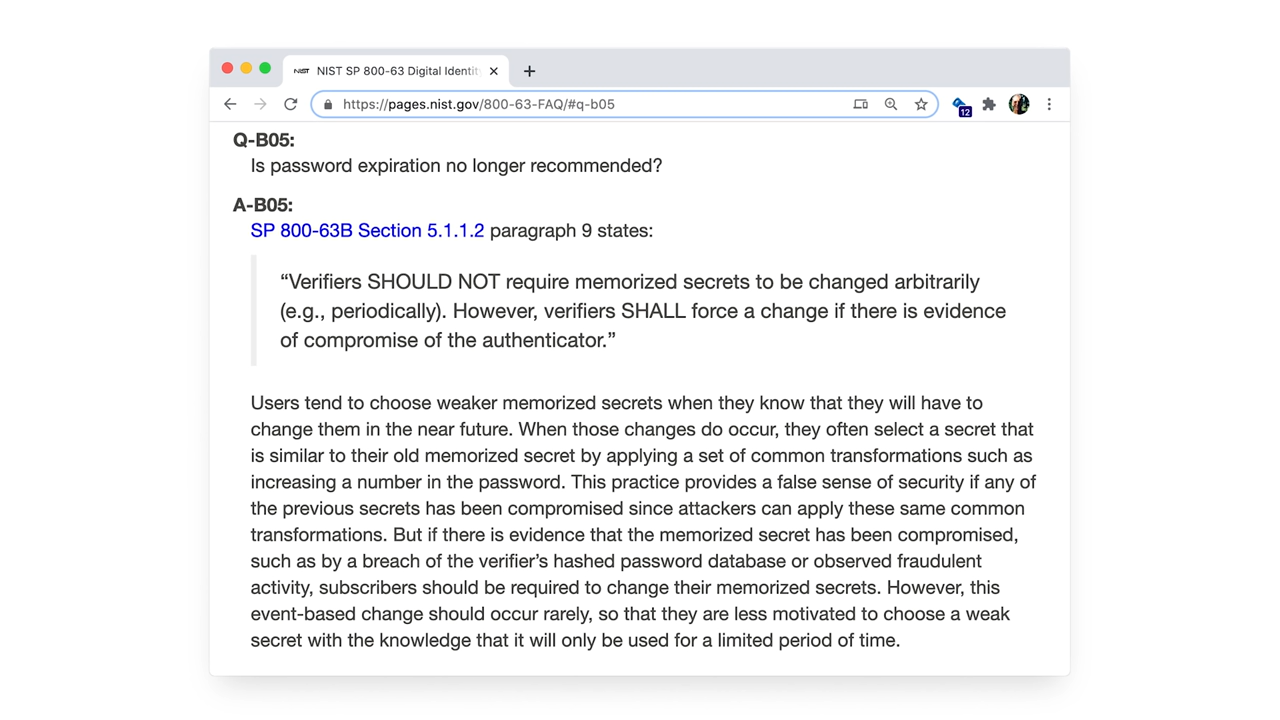 NIST NIST SP 800-63 Digital Identit
https://pages.nist.gov/800-63-FAQ/#q-b05
12
Q-B05:
Is password expiration no longer recommended?
A-B05:
SP 800-63B Section 5.1.1.2 paragraph 9 states:
“Verifiers SHOULD NOT require memorized secrets to be changed arbitrarily
(e.g., periodically). However, verifiers SHALL force a change if there is evidence
of compromise of the authenticator.”
Users tend to choose weaker memorized secrets when they know that they will have to
change them in the near future. When those changes do occur, they often select a secret that
is similar to their old memorized secret by applying a set of common transformations such as
increasing a number in the password. This practice provides a false sense of security if any of
the previous secrets has been compromised since attackers can apply these same common
transformations. But if there is evidence that the memorized secret has been compromised,
such as by a breach of the verifier’s hashed password database or observed fraudulent
activity, subscribers should be required to change their memorized secrets. However, this
event-based change should occur rarely, so that they are less motivated to choose a weak
secret with the knowledge that it will only be used for a limited period of time.